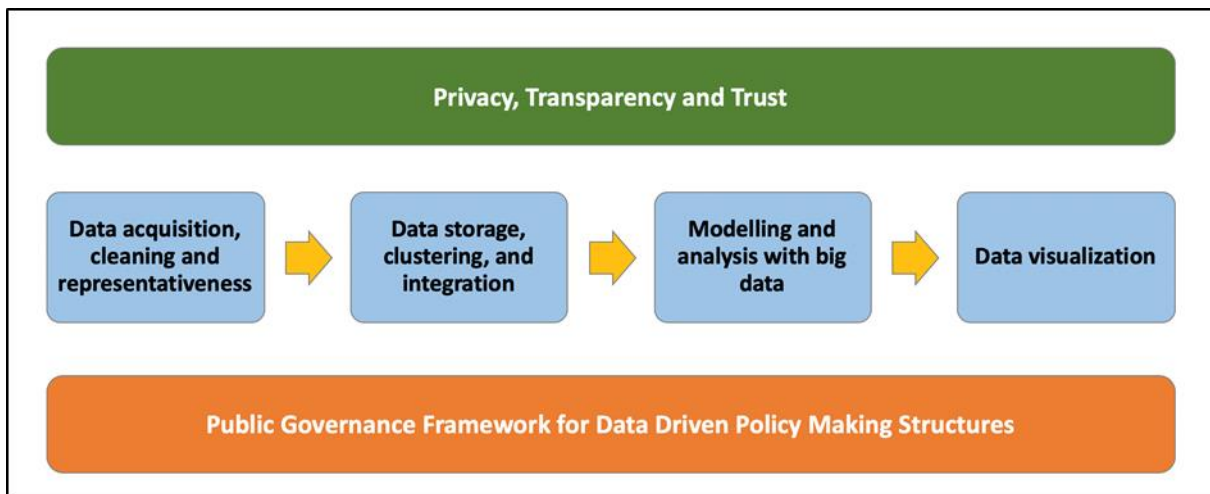 Privacy, Transparency and Trust
Data acquisition,
cleaning and
representativeness
Data storage,
clustering, and
integration
Modelling and
analysis with big
data
Data visualization
Public Governance Framework for Data Driven Policy Making Structures